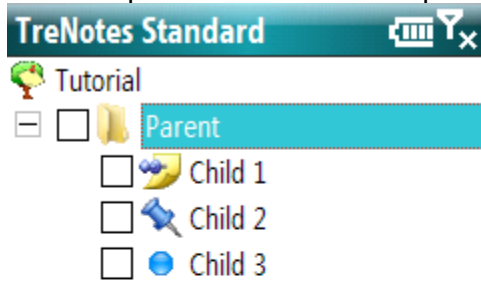 TreNotes Standard
Tutorial
Parent
Child 1
Child 2
Child 3